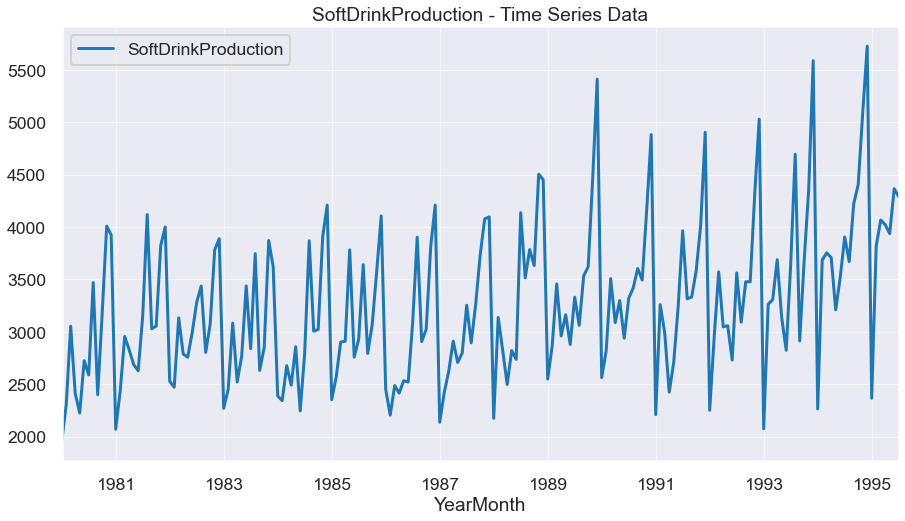 SoftDrinkProduction - Time Series Data
SoftDrinkProduction
5500
5000
4500
4000
3500
3000
2500
2000
1981 1983 1985 1987 1989 1991 1993 1995
YearMonth